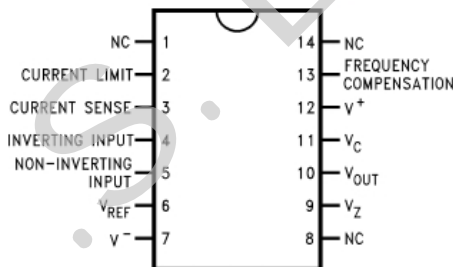 NC 1 14 NC
CURRENT LIMIT 2 13 FREQUENCY
COMPENSATION
CURRENT SENSE 3 12 V+
INVERTING INPUT 4 11 VC
NON-INVERTING
INPUT 5 10 VOUT
VREF 6 9 VZ
V- 7 8 NC